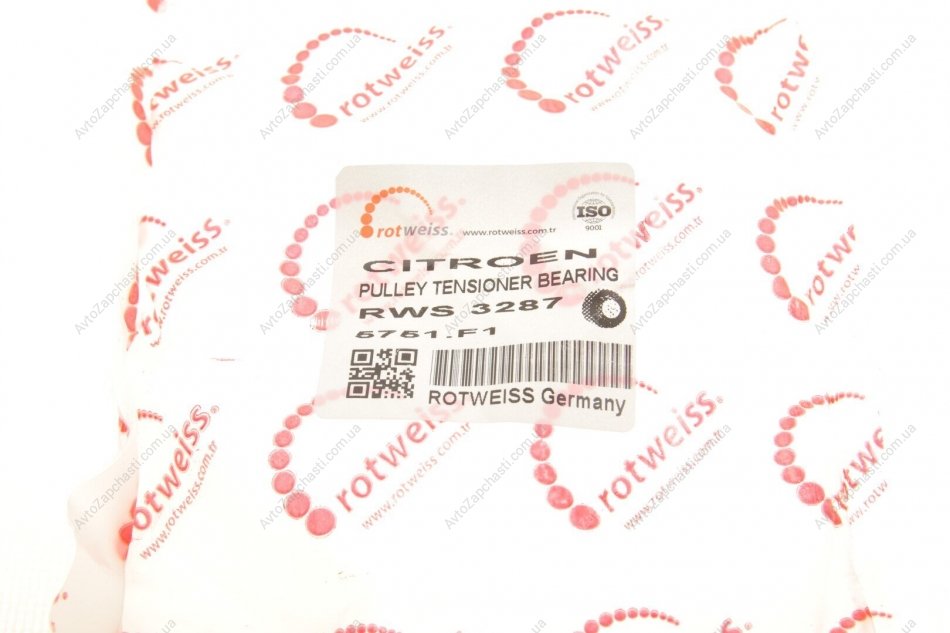 rotweiss.
www.rotweiss.com.tr
ISO
9001
CITROEN
PULLEY TENSIONER BEARING
RWS 3287
5751.F1
ROTWEISS Germany
rotweiss.
www.rotweiss.com.tr
AvtoZapchasti.com.ua